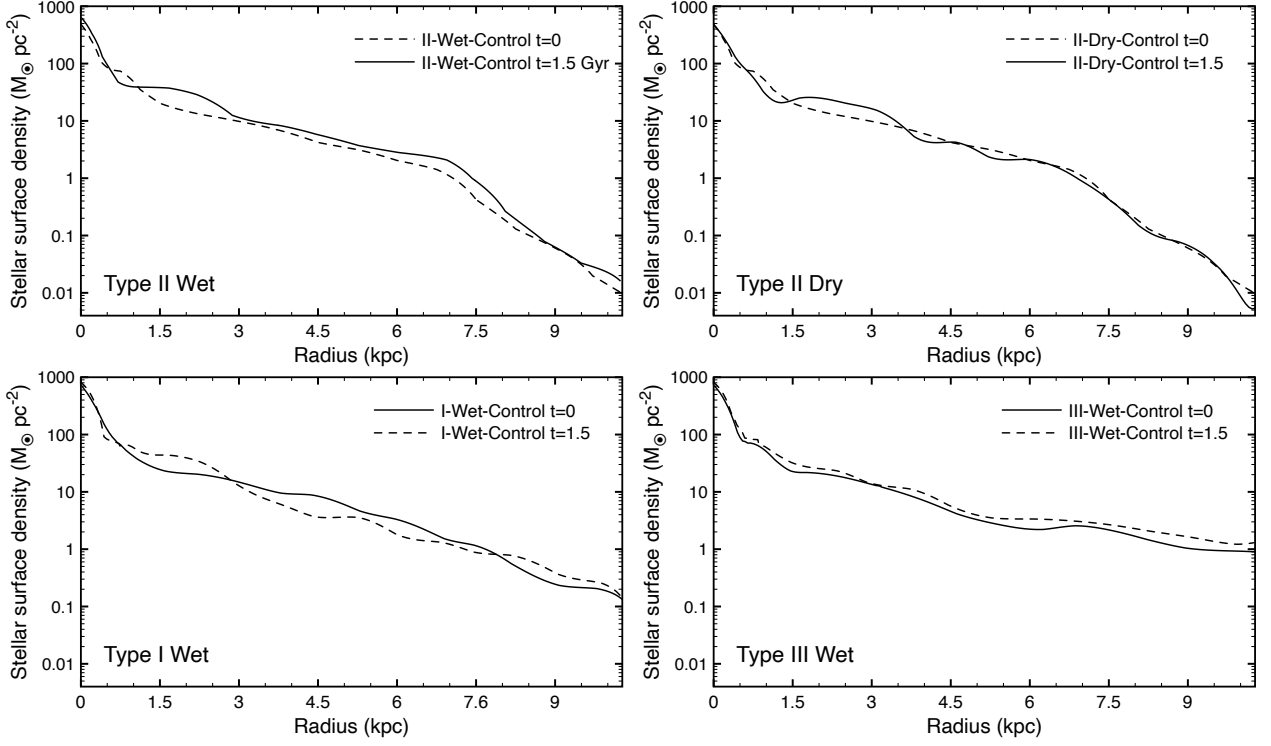 Stellar surface density (M⊙ pc-2)
1000
100
10
1
0.1
0.01
II-Wet-Control t=0
II-Wet-Control t=1.5 Gyr
Type II Wet
0 1.5 3 4.5 6 7.5 9
Radius (kpc)
Stellar surface density (M⊙ pc-2)
1000
100
10
1
0.1
0.01
II-Dry-Control t=0
II-Dry-Control t=1.5
Type II Dry
0 1.5 3 4.5 6 7.5 9
Radius (kpc)
Stellar surface density (M⊙ pc-2)
1000
100
10
1
0.1
0.01
I-Wet-Control t=0
I-Wet-Control t=1.5
Type I Wet
0 1.5 3 4.5 6 7.6 9
Radius (kpc)
Stellar surface density (M⊙ pc-2)
1000
100
10
1
0.1
0.01
III-Wet-Control t=0
III-Wet-Control t=1.5
Type III Wet
0 1.5 3 4.5 6 7.5 9
Radius (kpc)